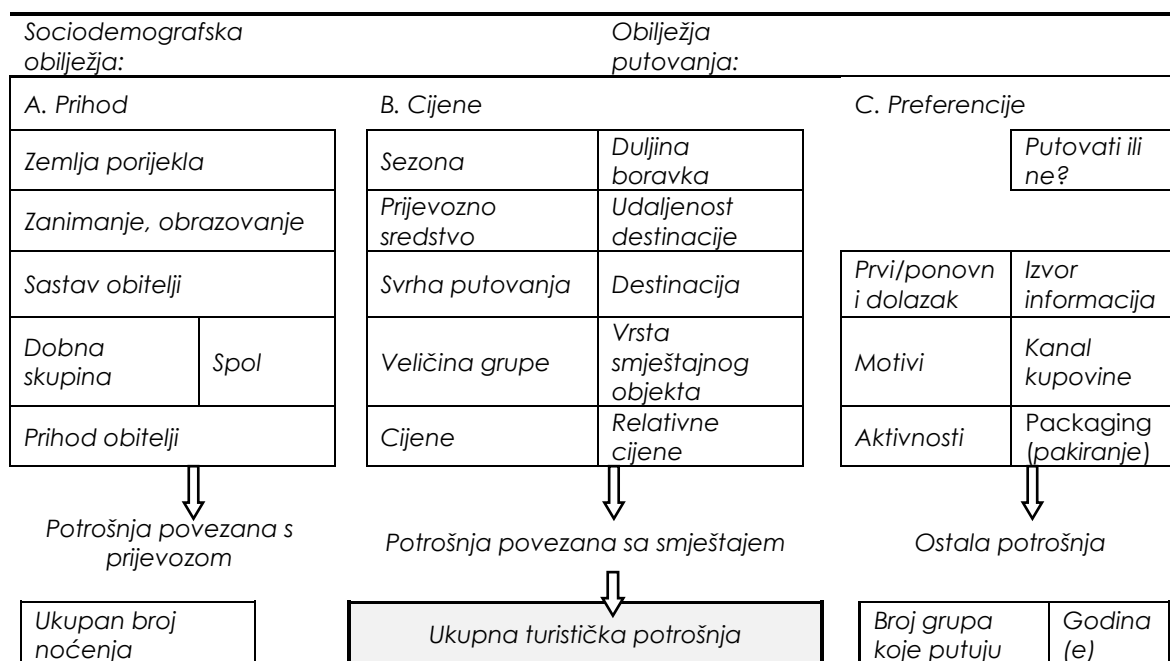 Sociodemografska
obilježja:
Obilježja
putovanja:
A. Prihod
B. Cijene
C. Preferencije
Zemlja porijekla
Sezona
Duljina
boravka
Putovati ili
ne?
Zanimanje, obrazovanje
Prijevozno
sredstvo
Udaljenost
destinacije
Sastav obitelji
Svrha putovanja
Destinacija
Prvi/ponovn
i dolazak
Izvor
informacija
Dobna
skupina
Spol
Veličina grupe
Vrsta
smještajnog
objekta
Motivi
Kanal
kupovine
Prihod obitelji
Cijene
Relativne
cijene
Aktivnosti
Packaging
(pakiranje)
Potrošnja povezana s
prijevozom
Potrošnja povezana sa smještajem
Ostala potrošnja
Ukupan broj
noćenja
Ukupna turistička potrošnja
Broj grupa
koje putuju
Godina
(e)